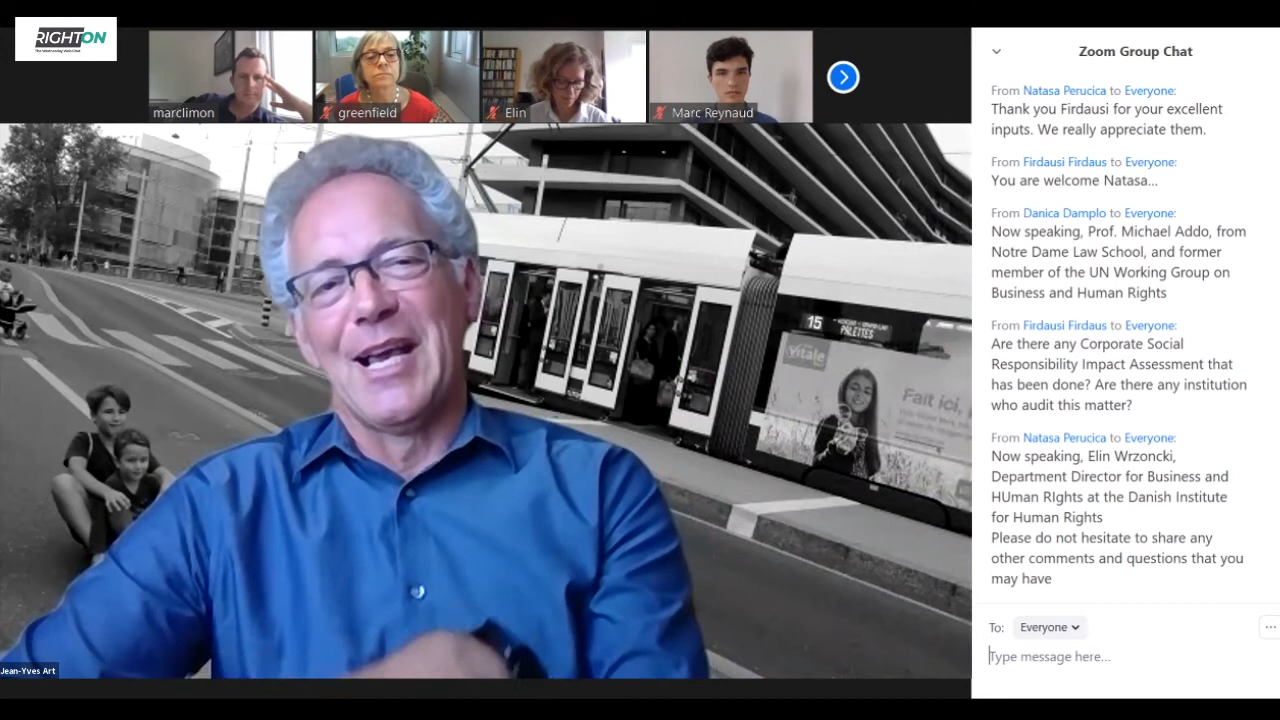 RIGHTON
The Wednesday Web Chat
marclimon
greenfield
Elin
Marc Reynaud
15
PALETTES
Vitale
Fait ici,
Jean-Yves Art
Zoom Group Chat
From Natasa Perucica to Everyone:
Thank you Firdausi for your excellent
inputs. We really appreciate them.
From Firdausi Firdaus to Everyone:
You are welcome Natasa...
From Danica Damplo to Everyone:
Now speaking, Prof. Michael Addo, from
Notre Dame Law School, and former
member of the UN Working Group on
Business and Human Rights
From Firdausi Firdaus to Everyone:
Are there any Corporate Social
Responsibility Impact Assessment that
has been done? Are there any institution
who audit this matter?
From Natasa Perucica to Everyone:
Now speaking, Elin Wrzoncki,
Department Director for Business and
HUman RIghts at the Danish Institute
for Human Rights
Please do not hesitate to share any
other comments and questions that you
may have
To: Everyone
Type message here...